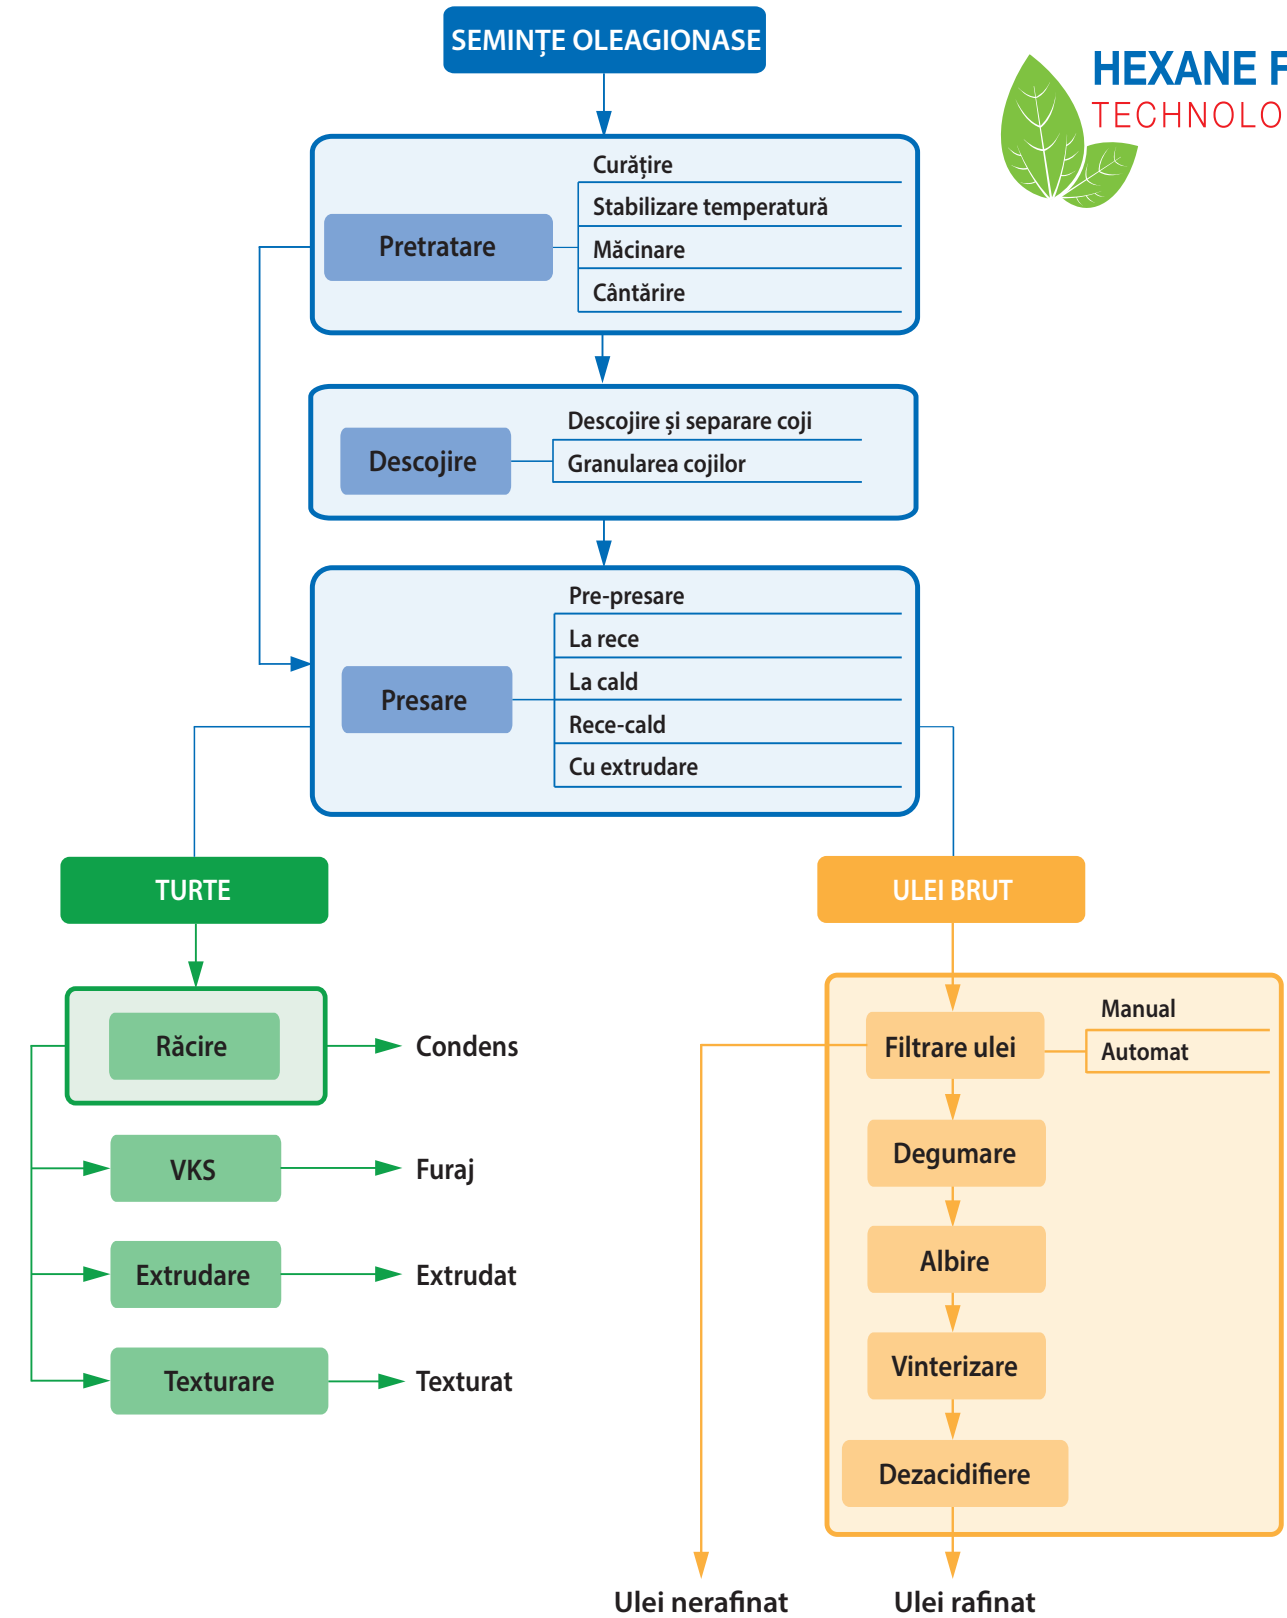 SEMINȚE OLEAGIONASE
HEXANE
TECHNOLO
Curățire
Stabilizare temperatură
Pretratare
Măcinare
Cântărire
Descojire și separare coji
Descojire
Granularea cojilor
Pre-presare
La rece
La cald
Presare
Rece-cald
Cu extrudare
TURTE
ULEI BRUT
Răcire
Condens
Filtrare ulei
Manual
Automat
VKS
Furaj
Degumare
Extrudare
Extrudat
Albire
Texturare
Texturat
Vinterizare
Dezacidifiere
Ulei nerafinat
Ulei rafinat